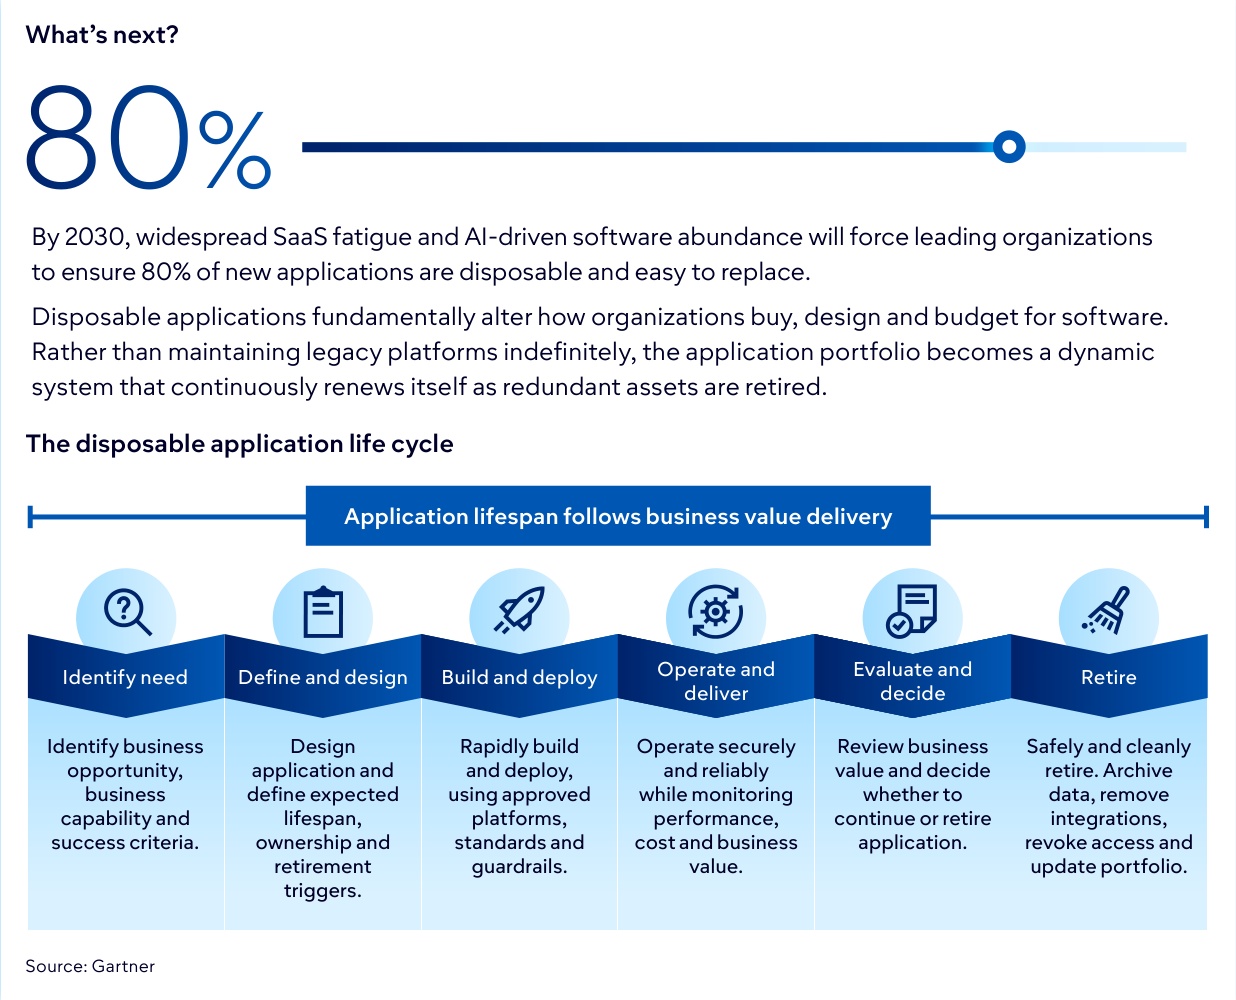 What’s next?
80%
By 2030, widespread SaaS fatigue and AI-driven software abundance will force leading organizations
to ensure 80% of new applications are disposable and easy to replace.
Disposable applications fundamentally alter how organizations buy, design and budget for software.
Rather than maintaining legacy platforms indefinitely, the application portfolio becomes a dynamic
system that continuously renews itself as redundant assets are retired.
The disposable application life cycle
Application lifespan follows business value delivery
Identify need
Identify business
opportunity,
business
capability and
success criteria.
Define and design
Design
application and
define expected
lifespan,
ownership and
retirement
triggers.
Build and deploy
Rapidly build
and deploy,
using approved
platforms,
standards and
guardrails.
Operate and
deliver
Operate securely
and reliably
while monitoring
performance,
cost and business
value.
Evaluate and
decide
Review business
value and decide
whether to
continue or retire
application.
Retire
Safely and cleanly
retire. Archive
data, remove
integrations,
revoke access and
update portfolio.
Source: Gartner